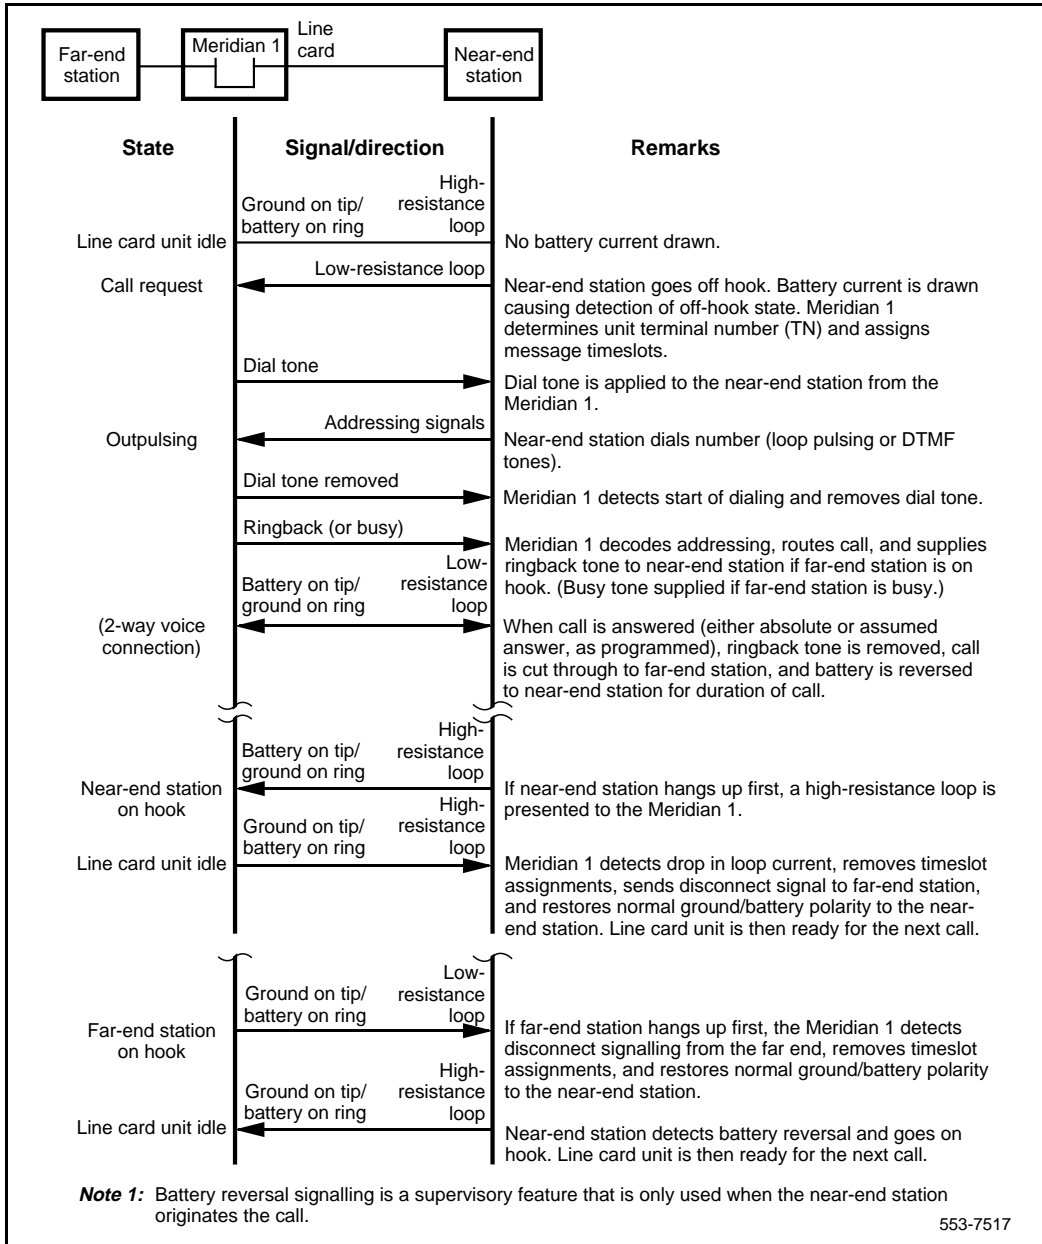 Far-end
station
Meridian 1
Line
card
Near-end
station
State
Signal/direction
Remarks
Ground on tip/
battery on ring
High-
resistance
loop
Line card unit idle
No battery current drawn.
Low-resistance loop
Call request
Near-end station goes off hook. Battery current is drawn
causing detection of off-hook state. Meridian 1
determines unit terminal number (TN) and assigns
message timeslots.
Dial tone
Dial tone is applied to the near-end station from the
Meridian 1.
Addressing signals
Outpulsing
Near-end station dials number (loop pulsing or DTMF
tones).
Dial tone removed
Meridian 1 detects start of dialing and removes dial tone.
Ringback (or busy)
Meridian 1 decodes addressing, routes call, and supplies
ringback tone to near-end station if far-end station is on
hook. (Busy tone supplied if far-end station is busy.)
Battery on tip/
ground on ring
Low-
resistance
loop
(2-way voice
connection)
When call is answered (either absolute or assumed
answer, as programmed), ringback tone is removed, call
is cut through to far-end station, and battery is reversed
to near-end station for duration of call.
Battery on tip/
ground on ring
High-
resistance
loop
Near-end station
on hook
If near-end station hangs up first, a high-resistance loop is
presented to the Meridian 1.
Ground on tip/
battery on ring
High-
resistance
loop
Line card unit idle
Meridian 1 detects drop in loop current, removes timeslot
assignments, sends disconnect signal to far-end station,
and restores normal ground/battery polarity to the near-
end station. Line card unit is then ready for the next call.
Ground on tip/
battery on ring
Low-
resistance
loop
Far-end station
on hook
If far-end station hangs up first, the Meridian 1 detects
disconnect signalling from the far end, removes timeslot
assignments, and restores normal ground/battery polarity
to the near-end station.
Ground on tip/
battery on ring
High-
resistance
loop
Line card unit idle
Near-end station detects battery reversal and goes on
hook. Line card unit is then ready for the next call.
Note 1: Battery reversal signalling is a supervisory feature that is only used when the near-end station
originates the call.
553-7517